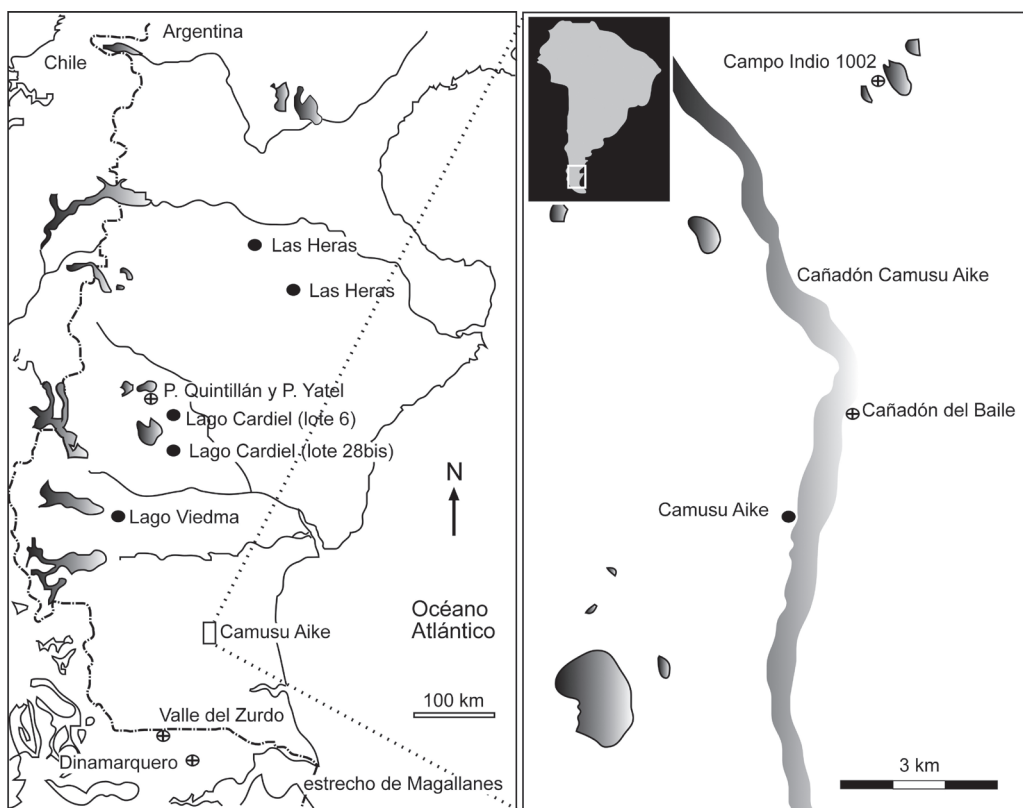 Argentina
Chile
Las Heras
Las Heras
P. Quintillán y P. Yatel
Lago Cardiel (lote 6)
Lago Cardiel (lote 28bis)
N
Lago Viedma
Océano
Atlántico
Camusu Aike
100 km
Valle del Zurdo
Dinamarquero
estrecho de Magallanes
Campo Indio 1002
Cañadón Camusu Aike
Cañadón del Baile
Camusu Aike
3 km